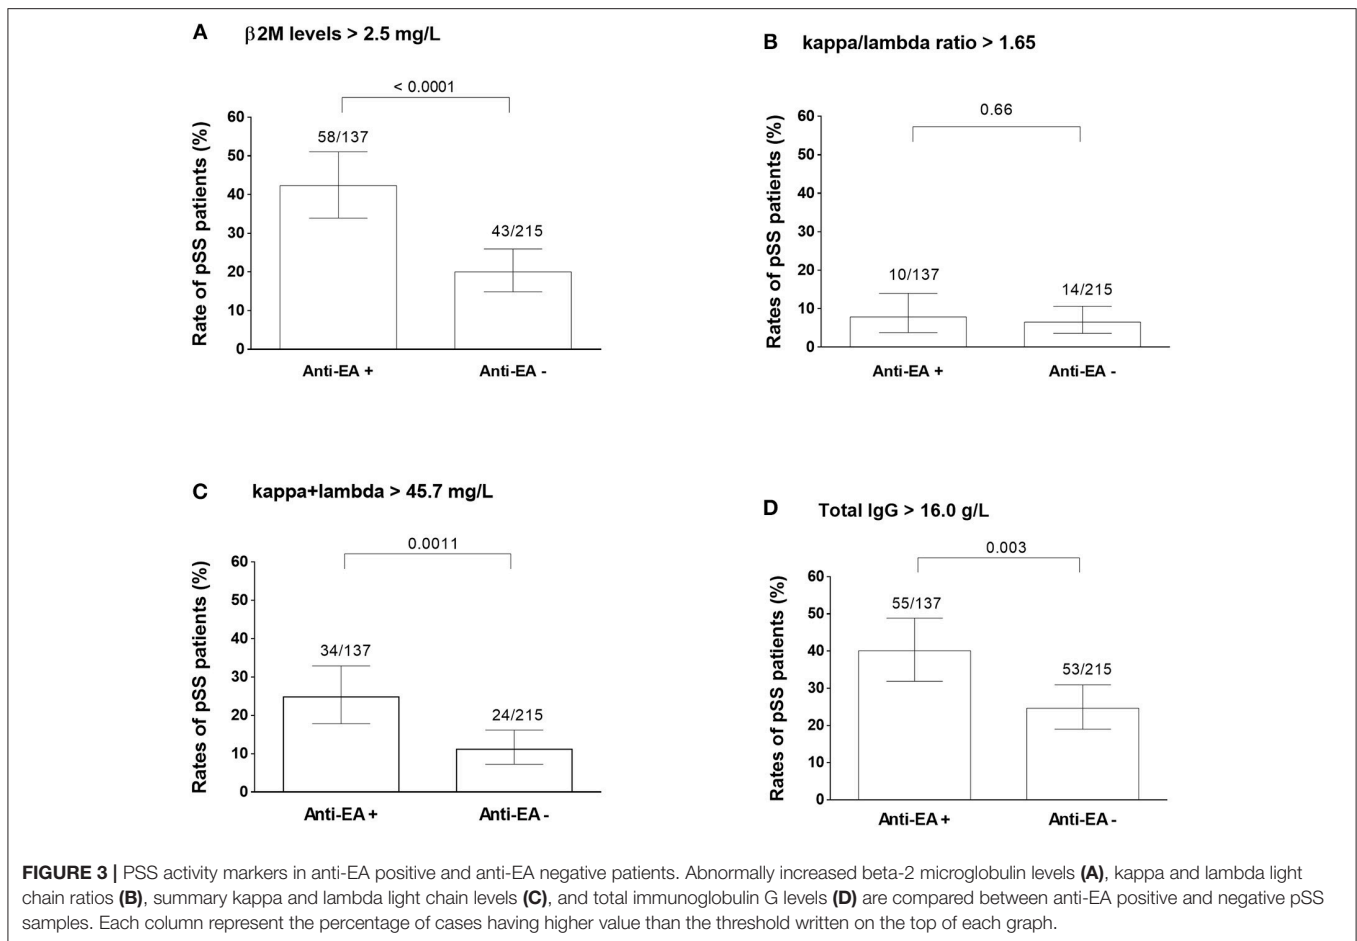 A β2M levels > 2.5 mg/L
< 0.0001
Rate of pSS patients (%)
60
50
40
30
20
10
0
58/137
43/215
Anti-EA +
Anti-EA -
B kappa/lambda ratio > 1.65
0.66
Rates of pSS patients (%)
60
50
40
30
20
10
0
10/137
14/215
Anti-EA +
Anti-EA -
C kappa+lambda > 45.7 mg/L
0.0011
Rates of pSS patients (%)
60
50
40
30
20
10
0
34/137
24/215
Anti-EA +
Anti-EA -
D Total IgG > 16.0 g/L
0.003
Rates of pSS patients (%)
60
50
40
30
20
10
0
55/137
53/215
Anti-EA +
Anti-EA -
FIGURE 3 | PSS activity markers in anti-EA positive and anti-EA negative patients. Abnormally increased beta-2 microglobulin levels (A), kappa and lambda light
chain ratios (B), summary kappa and lambda light chain levels (C), and total immunoglobulin G levels (D) are compared between anti-EA positive and negative pSS
samples. Each column represent the percentage of cases having higher value than the threshold written on the top of each graph.